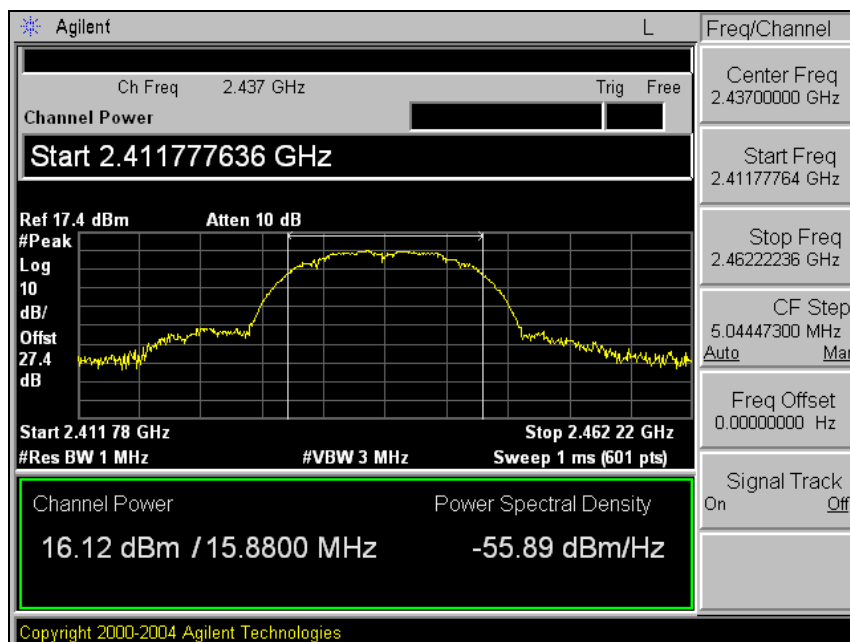 Agilent L
Ch Freq 2.437 GHz Trig Free
Channel Power
Start 2.411777636 GHz
Ref 17.4 dBm Atten 10 dB
#Peak
Log
10
dB/
Offst
27.4
dB
Start 2.411 78 GHz Stop 2.462 22 GHz
#Res BW 1 MHz #VBW 3 MHz Sweep 1 ms (601 pts)
Channel Power Power Spectral Density
16.12 dBm / 15.8800 MHz -55.89 dBm/Hz
Copyright 2000-2004 Agilent Technologies
Freq/Channel
Center Freq
2.43700000 GHz
Start Freq
2.41177764 GHz
Stop Freq
2.46222236 GHz
CF Step
5.04447300 MHz
Auto Mar
Freq Offset
0.00000000 Hz
Signal Track
On Off